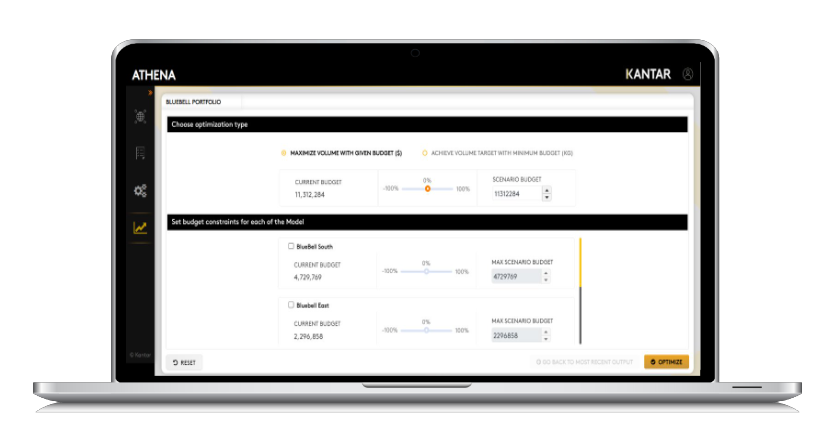 ATHENA
KANTAR
BLUEBELL PORTFOLIO
Choose optimization type
MAXIMIZE VOLUME WITH GIVEN BUDGET ($)
ACHIEVE VOLUME TARGET WITH MINIMUM BUDGET (KG)
CURRENT BUDGET
11,312,284
-100%
0%
100%
SCENARIO BUDGET
11312284
Set budget constraints for each of the Model
BlueBell South
CURRENT BUDGET
4,729,769
-100%
0%
100%
MAX SCENARIO BUDGET
4729769
Bluebell East
CURRENT BUDGET
2,296,858
-100%
0%
100%
MAX SCENARIO BUDGET
2296858
© Kantar
RESET
GO BACK TO MOST RECENT OUTPUT
OPTIMIZE